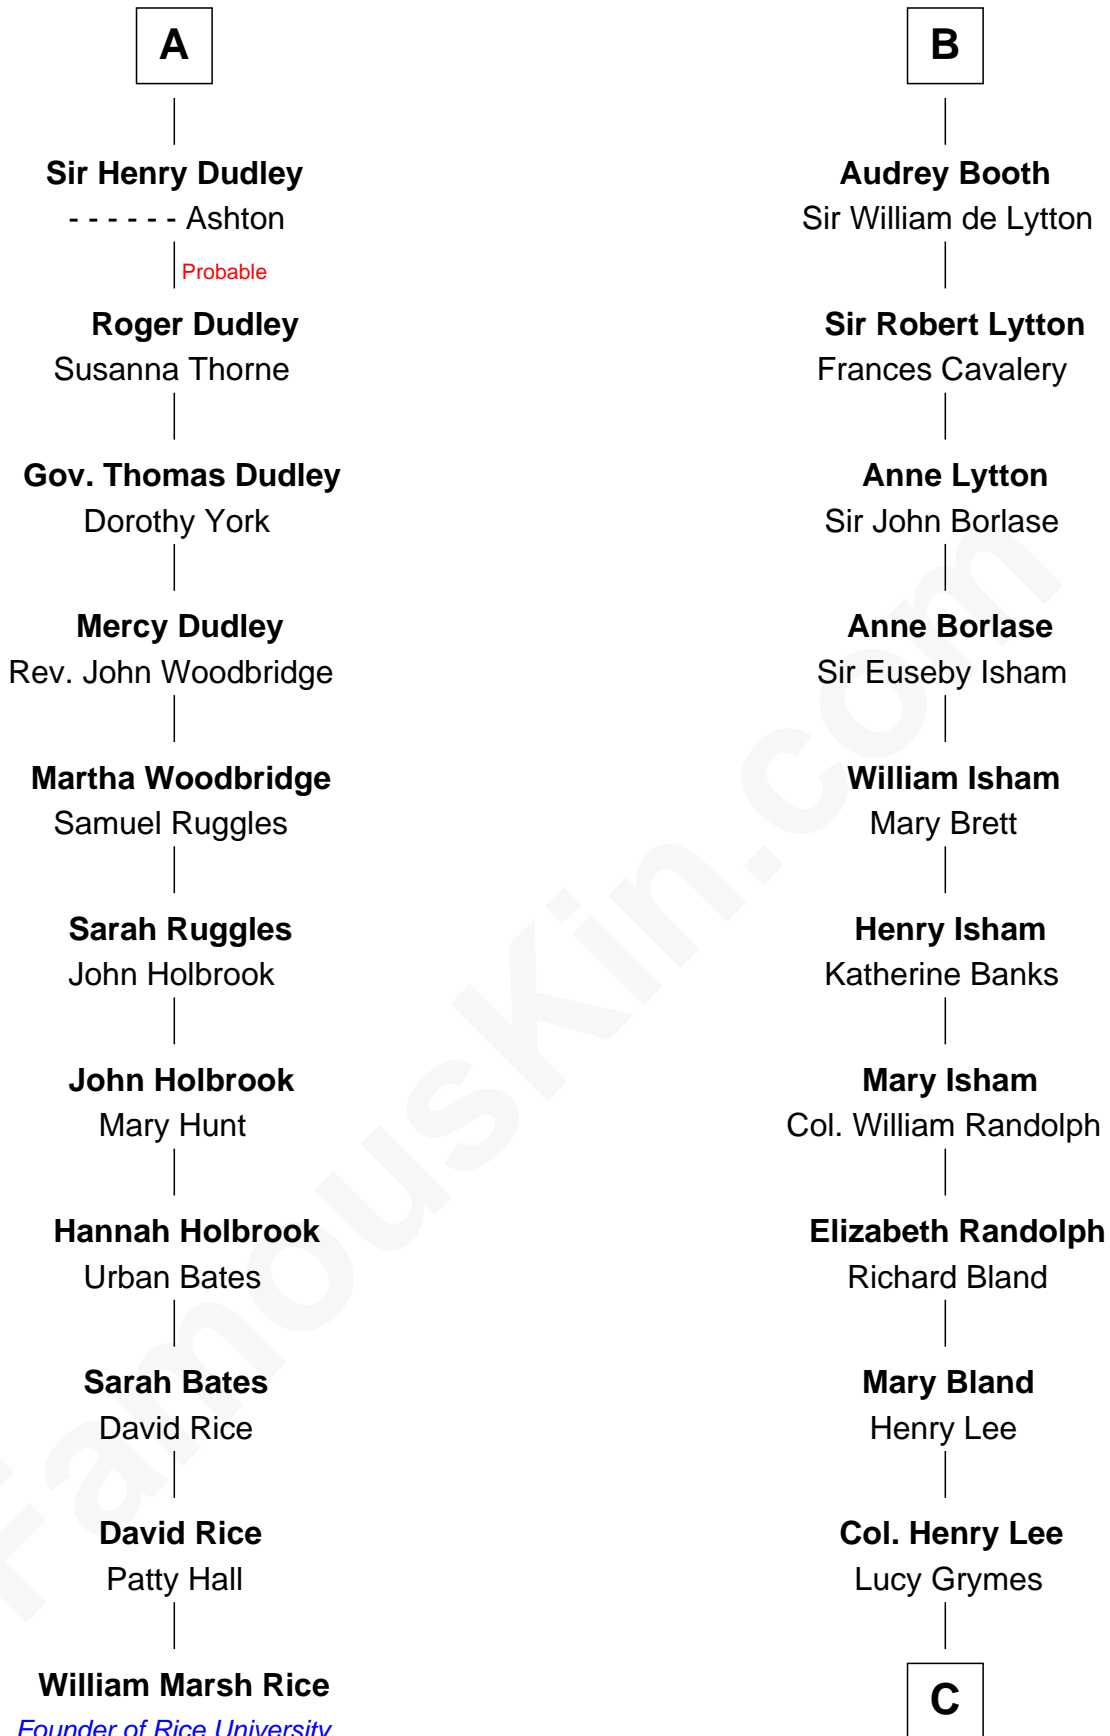 A
Sir Henry Dudley
- - - - - - Ashton
Probable
Roger Dudley
Susanna Thorne
Gov. Thomas Dudley
Dorothy York
Mercy Dudley
Rev. John Woodbridge
Martha Woodbridge
Samuel Ruggles
Sarah Ruggles
John Holbrook
John Holbrook
Mary Hunt
Hannah Holbrook
Urban Bates
Sarah Bates
David Rice
David Rice
Patty Hall
William Marsh Rice
Founder of Rice University
B
Audrey Booth
Sir William de Lytton
Sir Robert Lytton
Frances Cavalery
Anne Lytton
Sir John Borlase
Anne Borlase
Sir Euseby Isham
William Isham
Mary Brett
Henry Isham
Katherine Banks
Mary Isham
Col. William Randolph
Elizabeth Randolph
Richard Bland
Mary Bland
Henry Lee
Col. Henry Lee
Lucy Grymes
C
FamousKin.com